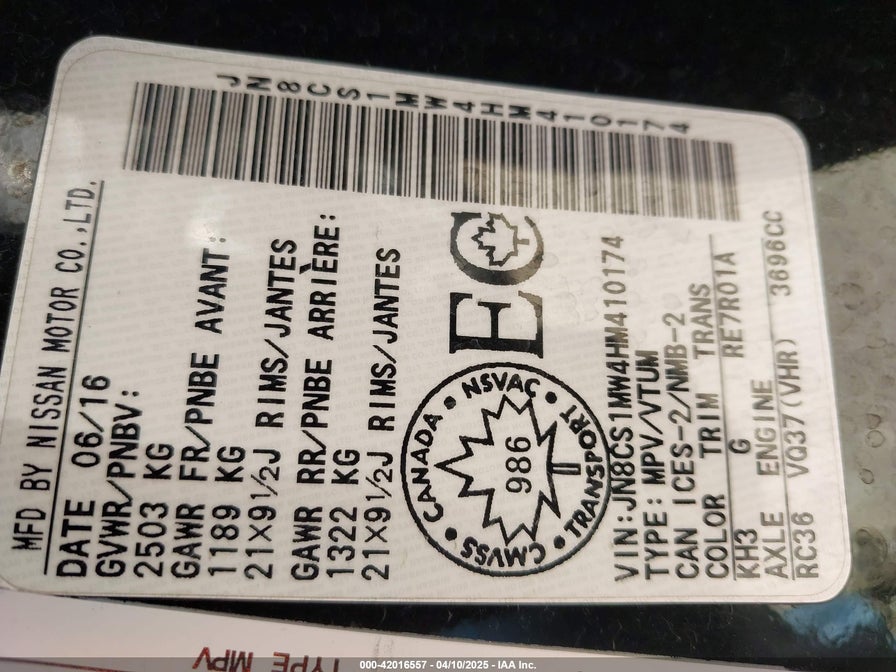 MFD BY NISSAN MOTOR CO.,LTD.
DATE 06/16
GVWR/PNBV:
2503 KG
GAWR FR/PNBE AVANT:
1189 KG
21X9½J RIMS/JANTES
GAWR RR/PNBE ARRIÈRE:
1322 KG
21X9½J RIMS/JANTES
CANADA • NSVAC • TRANSPORT • CMVSS •
986
EC
JN8CS1MW4HM410174
VIN:JN8CS1MW4HM410174
TYPE: MPV/VTUM
CAN ICES-2/NMB-2
COLOR TRIM TRANS
KH3 G RE7R01A
AXLE ENGINE
RC36 VQ37(VHR) 3696CC
TYPE MPV
000-42016557 - 04/10/2025 - IAA Inc.